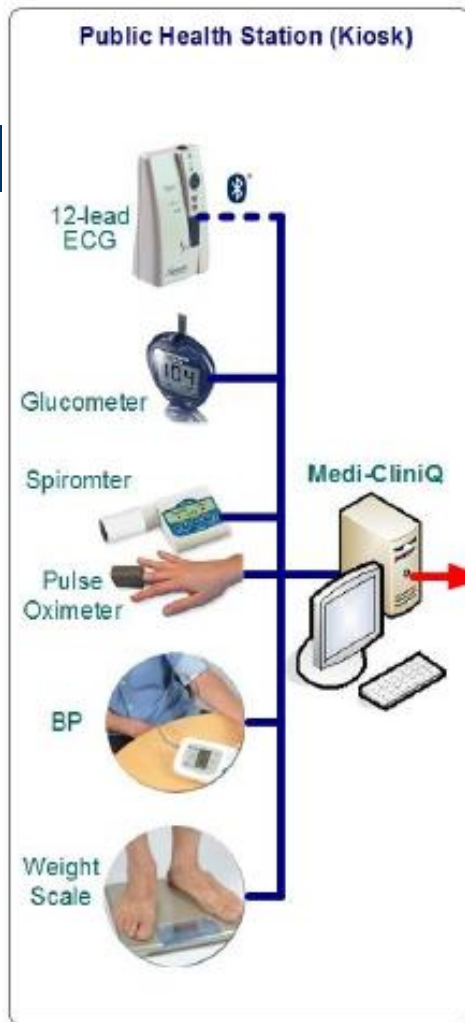 Public Health Station (Kiosk)
12-lead
ECG
104
Glucometer
Spiromter
Medi-CliniQ
Pulse
Oximeter
BP
Weight
Scale